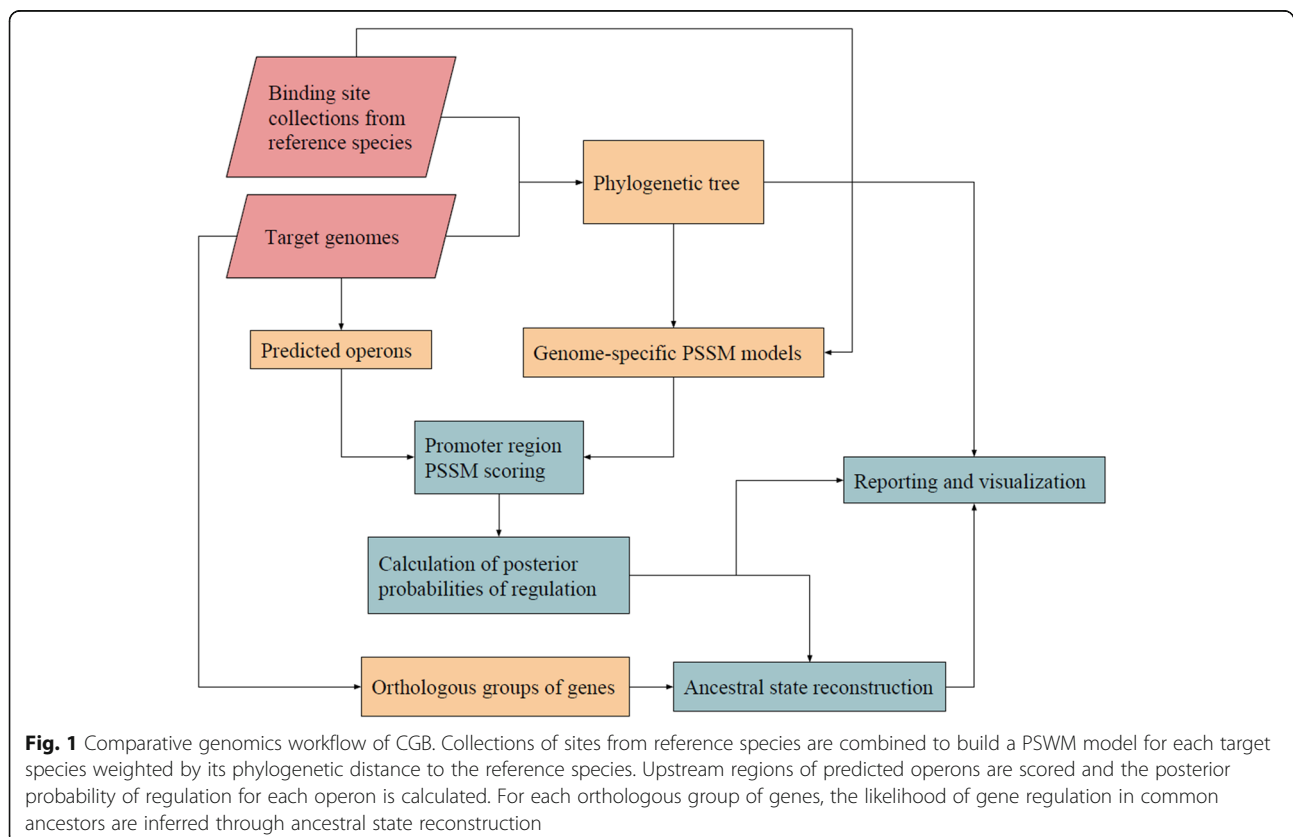 Binding site
collections from
reference species
Phylogenetic tree
Target genomes
Predicted operons
Genome-specific PSSM models
Promoter region
PSSM scoring
Reporting and visualization
Calculation of posterior
probabilities of regulation
Orthologous groups of genes
Ancestral state reconstruction
Fig. 1 Comparative genomics workflow of CGB. Collections of sites from reference species are combined to build a PSWM model for each target
species weighted by its phylogenetic distance to the reference species. Upstream regions of predicted operons are scored and the posterior
probability of regulation for each operon is calculated. For each orthologous group of genes, the likelihood of gene regulation in common
ancestors are inferred through ancestral state reconstruction